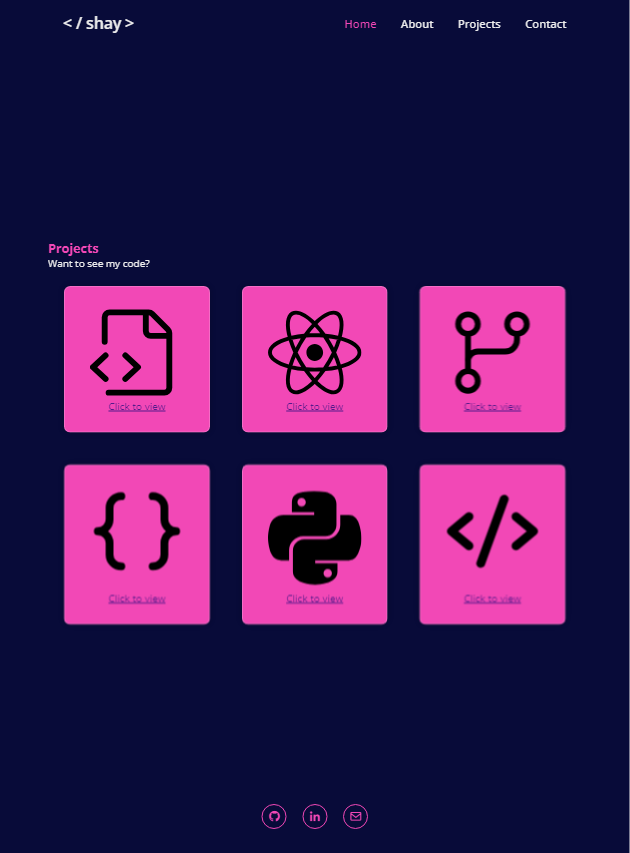 < / shay >
Home About Projects Contact
Projects
Want to see my code?
Click to view Click to view Click to view
Click to view Click to view Click to view